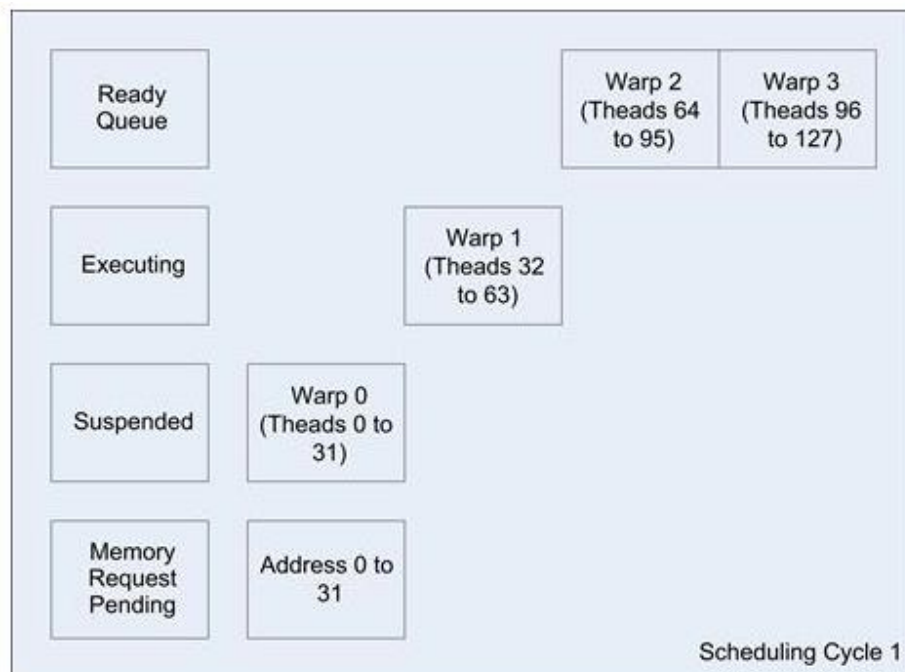 Ready
Queue
Warp 2
(Theads 64
to 95)
Warp 3
(Theads 96
to 127)
Executing
Warp 1
(Theads 32
to 63)
Suspended
Warp 0
(Theads 0 to
31)
Memory
Request
Pending
Address 0 to
31
Scheduling Cycle 1